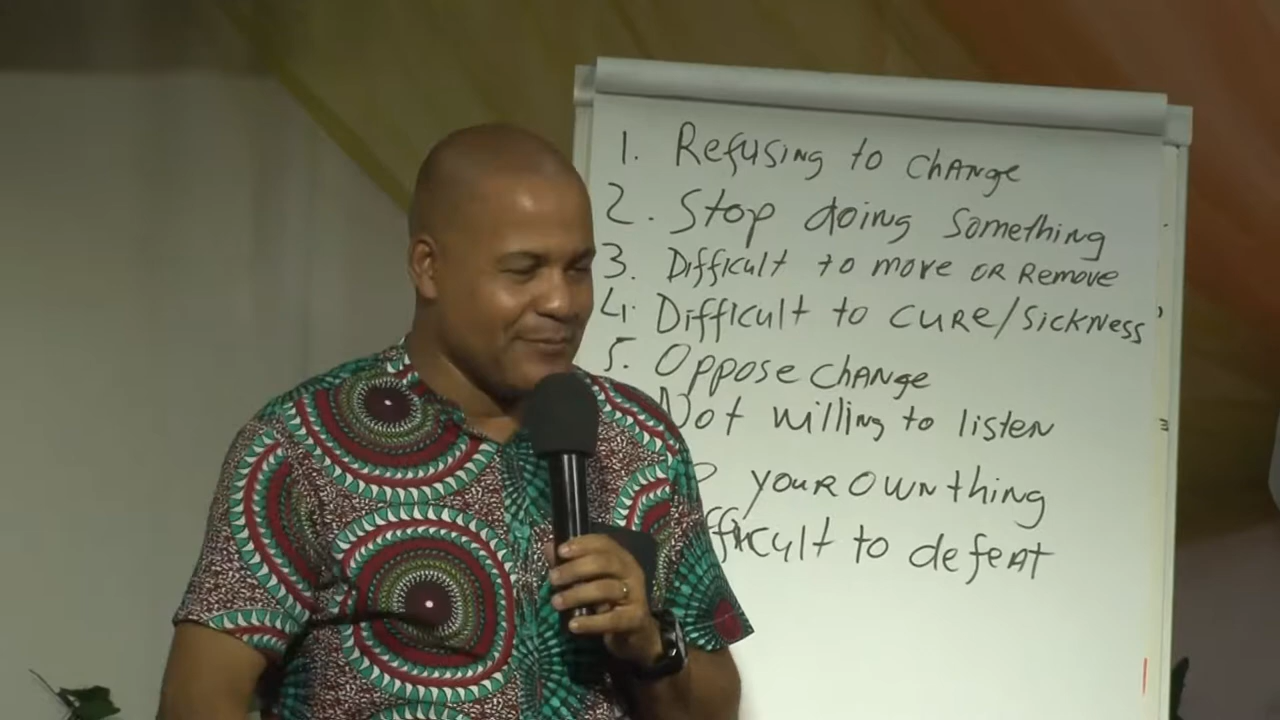 1. Refusing to change
2. Stop doing something
3. Difficult to move or Remove
4. Difficult to cure/sickness
5. Oppose change
Not willing to listen
your own thing
to defeat